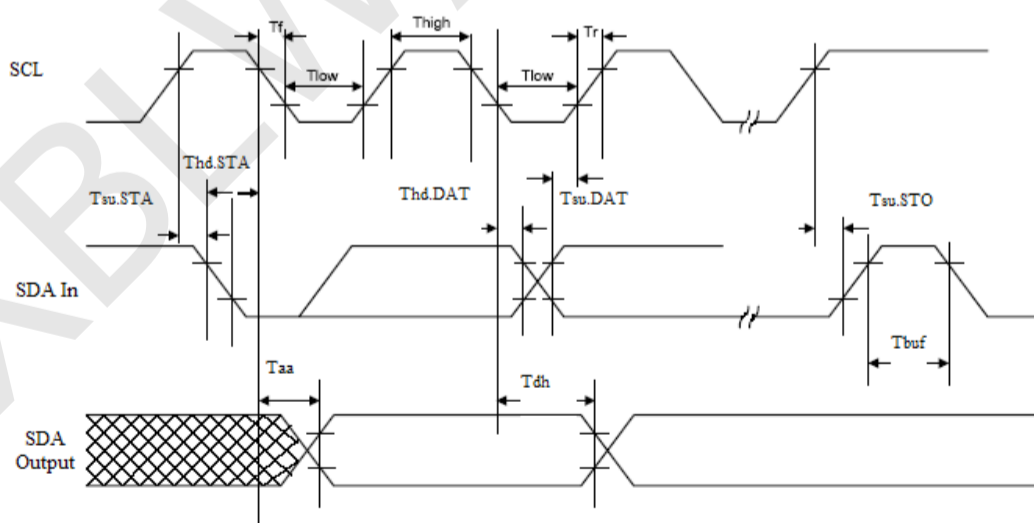 Tf
Thigh
Tr
SCL
Tlow
Tlow
Thd.STA
Tsu.STA
Thd.DAT
Tsu.DAT
Tsu.STO
SDA In
Tbuf
Taa
Tdh
SDA
Output
XBLW